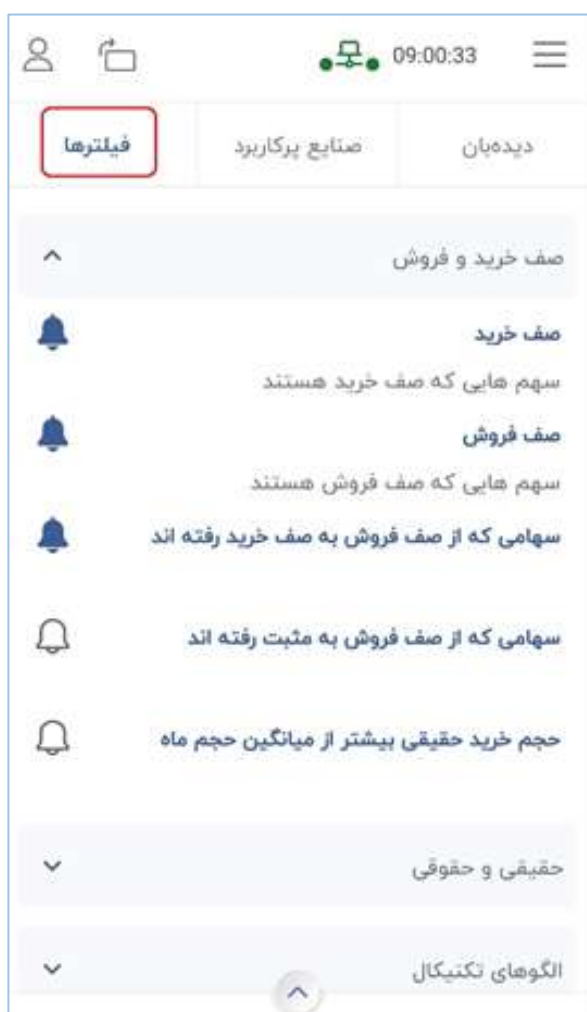 09:00:33
دیده‌بان
صنایع پرکاربرد
فیلترها
صف خرید و فروش
صف خرید
سهم هایی که صف خرید هستند
صف فروش
سهم هایی که صف فروش هستند
سهامی که از صف فروش به صف خرید رفته اند
سهامی که از صف فروش به مثبت رفته اند
حجم خرید حقیقی بیشتر از میانگین حجم ماه
حقیقی و حقوقی
الگوهای تکنیکال